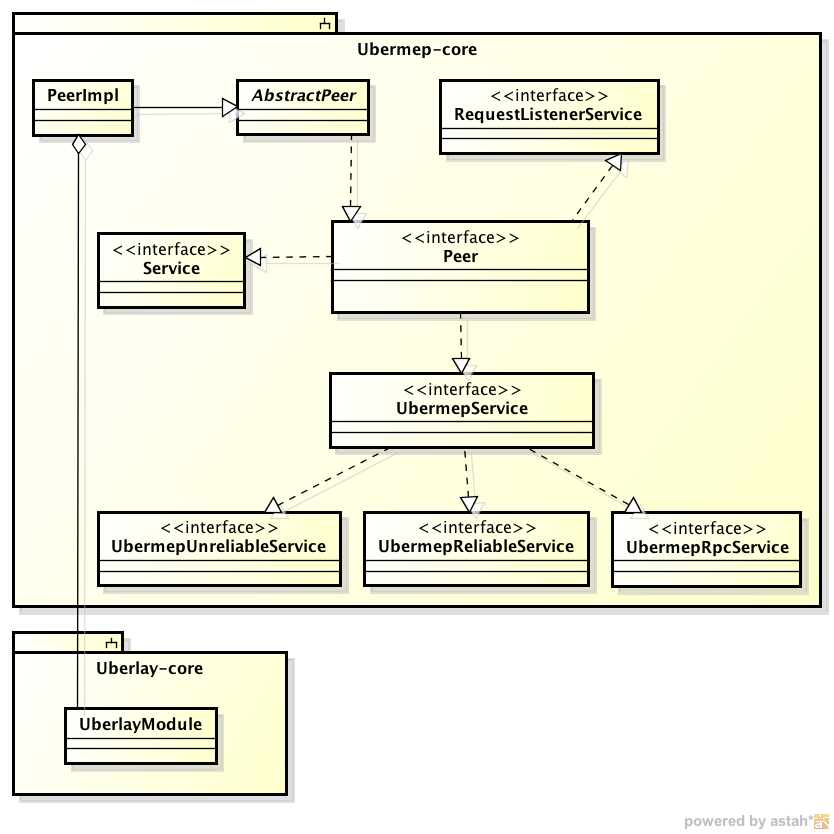 Ubermep-core
PeerImpl
AbstractPeer
<<interface>>
RequestListenerService
<<interface>>
Service
<<interface>>
Peer
<<interface>>
UbermepService
<<interface>>
UbermepUnreliableService
<<interface>>
UbermepReliableService
<<interface>>
UbermepRpcService
Uberlay-core
UberlayModule
powered by astah*